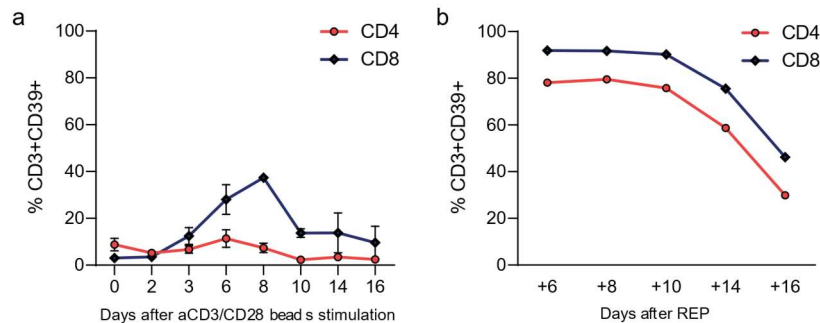 a
CD4
CD8
% CD3+CD39+
100
80
60
40
20
0
0 2 3 6 8 10 14 16
Days after aCD3/CD28 bead s stimulation
b
CD4
CD8
% CD3+CD39+
100
80
60
40
20
0
+6 +8 +10 +14 +16
Days after REP